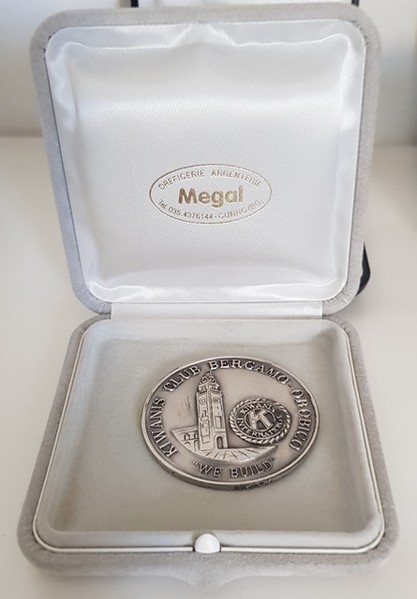 OREFICERIE ARGENTERIE
Megal
Tel.035.4376144-CURNO(BG)
KIWANIS CLUB BERGAMO-OROBICO
K
"WE BUILD"